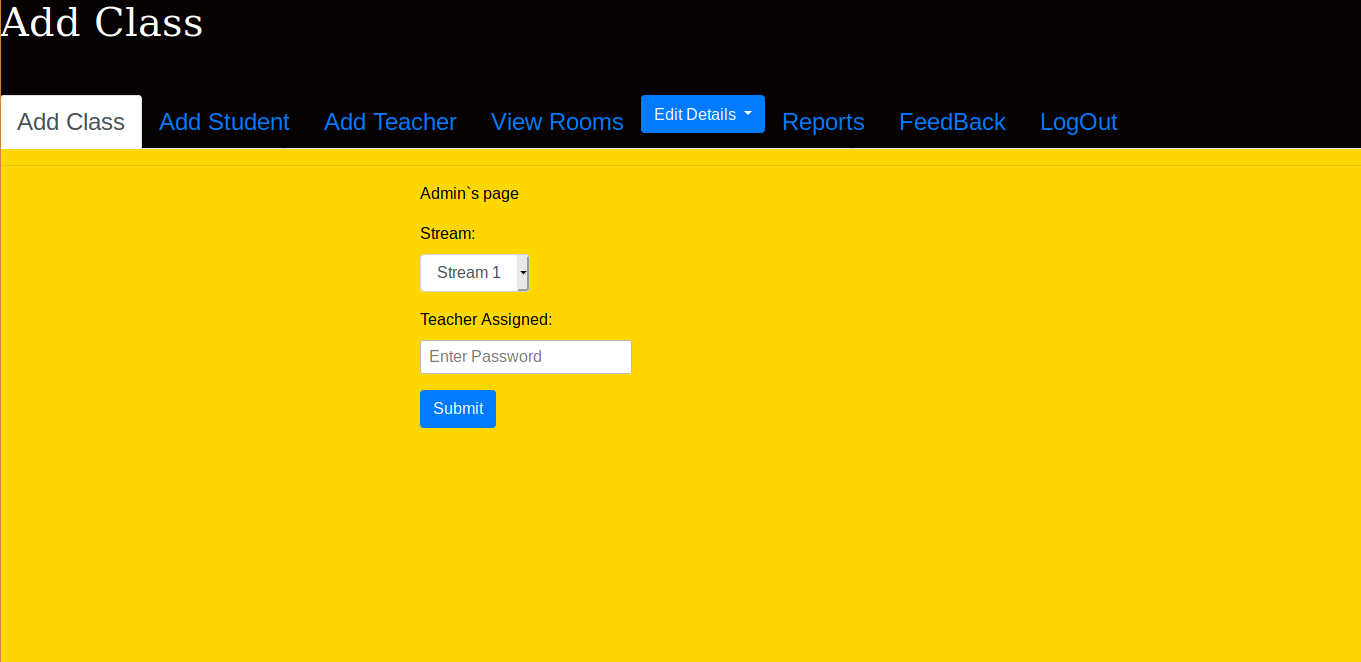 Add Class
Add Class Add Student Add Teacher View Rooms Edit Details Reports FeedBack LogOut
Admin`s page
Stream:
Stream 1
Teacher Assigned:
Enter Password
Submit